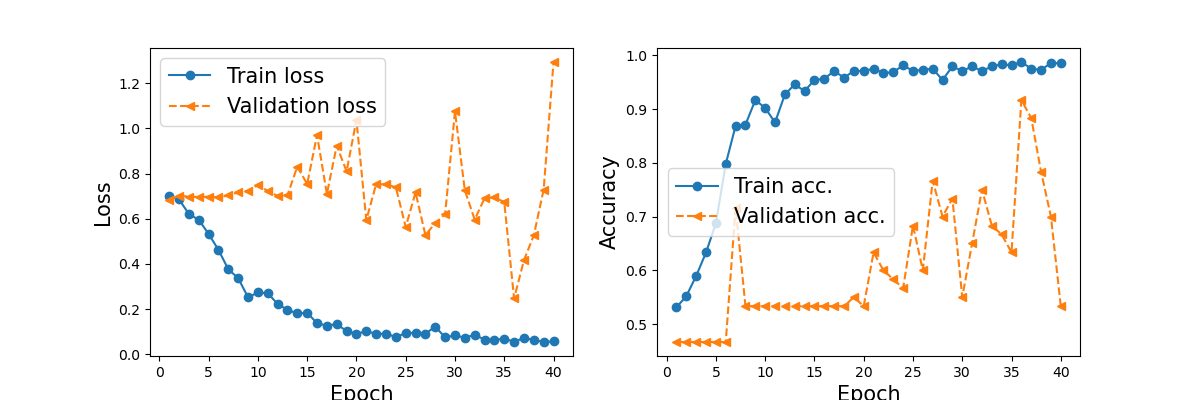 Train loss
Validation loss
Loss
1.2
1.0
0.8
0.6
0.4
0.2
0.0
0 5 10 15 20 25 30 35 40
Epoch
Train acc.
Validation acc.
Accuracy
1.0
0.9
0.8
0.7
0.6
0.5
0 5 10 15 20 25 30 35 40
Epoch